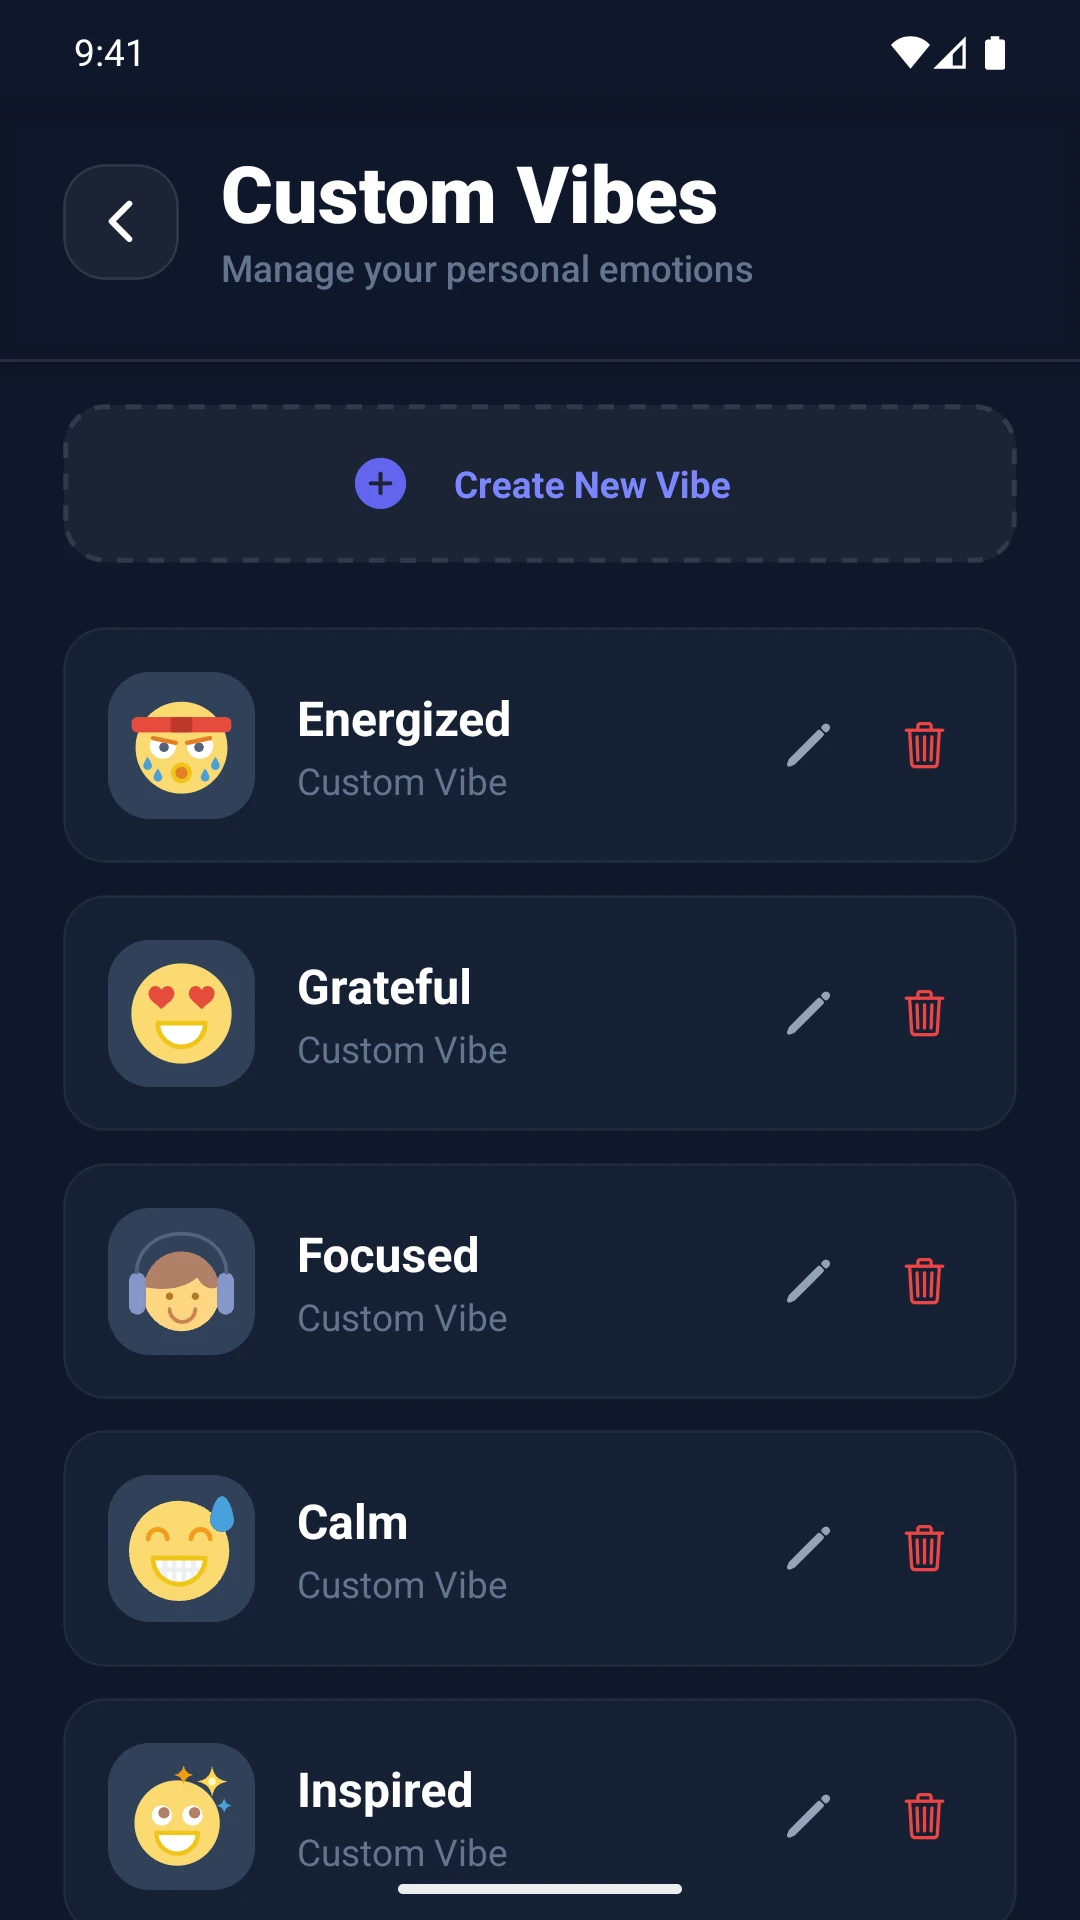 9:41
Custom Vibes
Manage your personal emotions
Create New Vibe
Energized
Custom Vibe
Grateful
Custom Vibe
Focused
Custom Vibe
Calm
Custom Vibe
Inspired
Custom Vibe